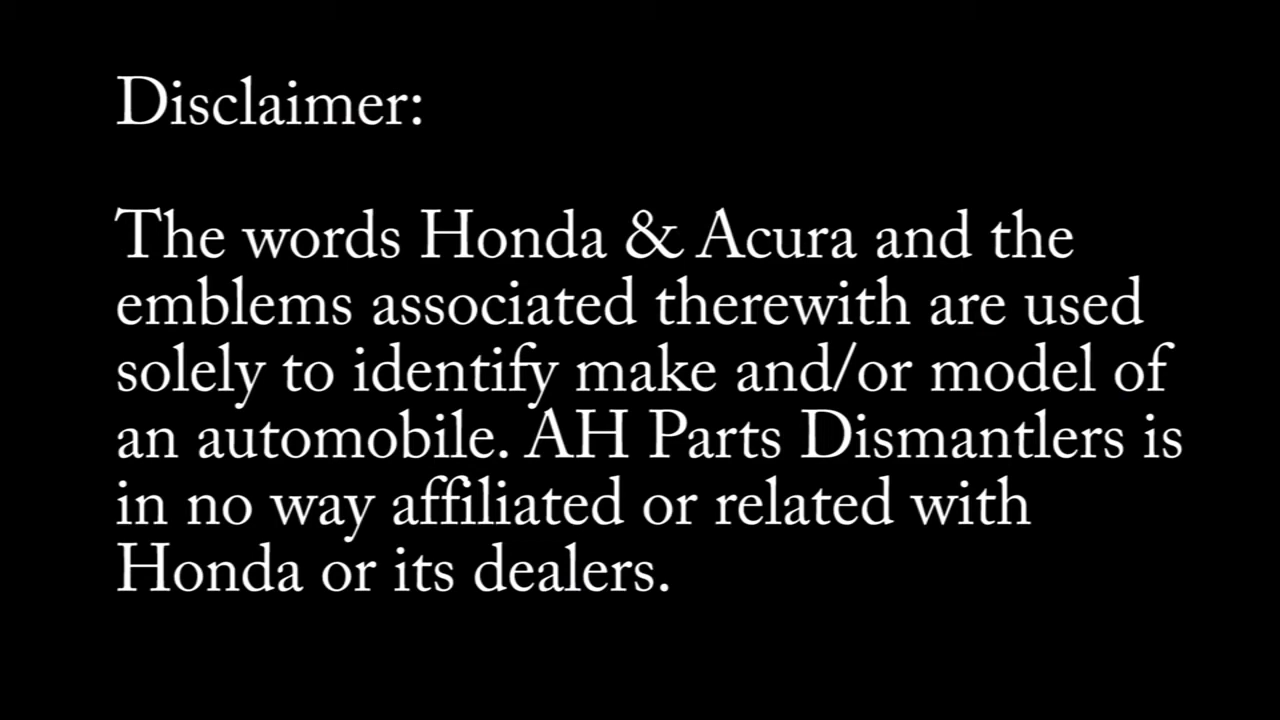 Disclaimer:
The words Honda & Acura and the
emblems associated therewith are used
solely to identify make and/or model of
an automobile. AH Parts Dismantlers is
in no way affiliated or related with
Honda or its dealers.